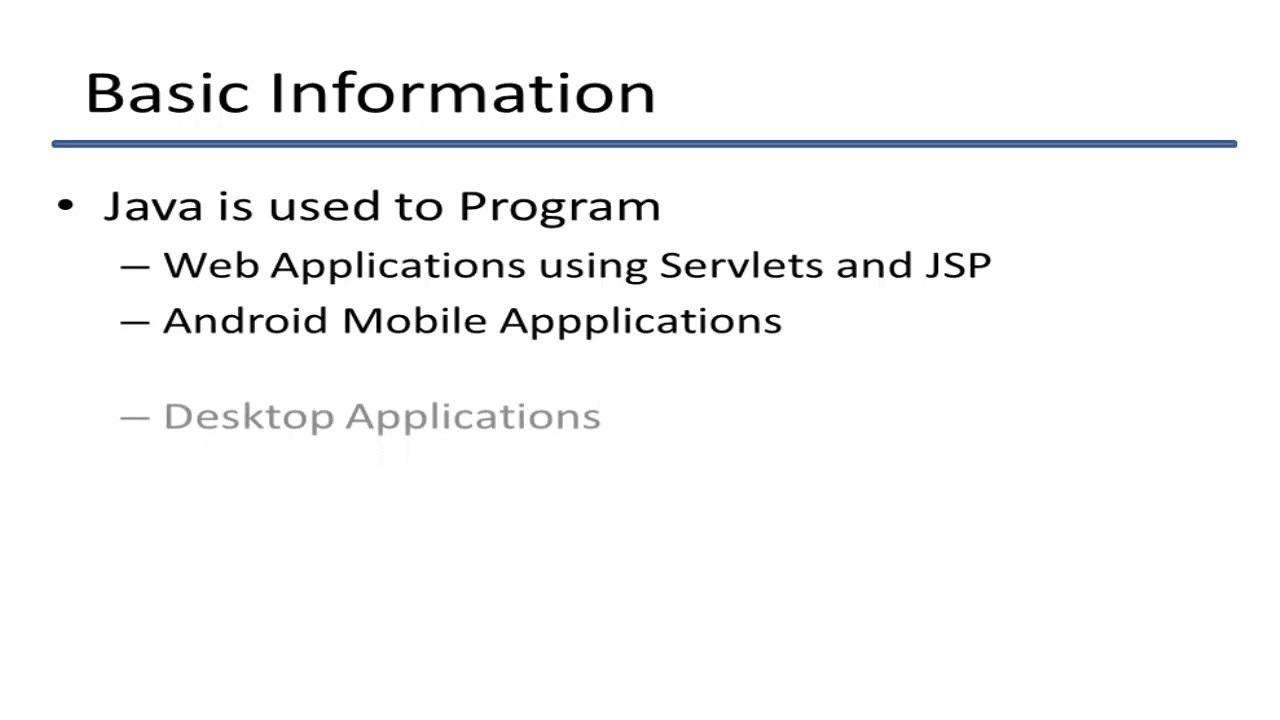 Basic Information
• Java is used to Program
– Web Applications using Servlets and JSP
– Android Mobile Appplications
– Desktop Applications